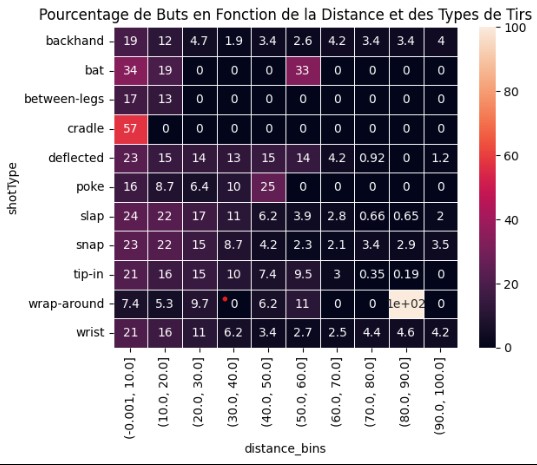 Pourcentage de Buts en Fonction de la Distance et des Types de Tirs
backhand 19 12 4.7 1.9 3.4 2.6 4.2 3.4 3.4 4
bat 34 19 0 0 0 33 0 0 0 0
between-legs 17 13 0 0 0 0 0 0 0 0
cradle 57 0 0 0 0 0 0 0 0 0
deflected 23 15 14 13 15 14 4.2 0.92 0 1.2
poke 16 8.7 6.4 10 25 0 0 0 0 0
slap 24 22 17 11 6.2 3.9 2.8 0.66 0.65 2
snap 23 22 15 8.7 4.2 2.3 2.1 3.4 2.9 3.5
tip-in 21 16 15 10 7.4 9.5 3 0.35 0.19 0
wrap-around 7.4 5.3 9.7 0 6.2 11 0 0 1e+02 0
wrist 21 16 11 6.2 3.4 2.7 2.5 4.4 4.6 4.2
shotType
(-0.001, 10.0] (10.0, 20.0] (20.0, 30.0] (30.0, 40.0] (40.0, 50.0] (50.0, 60.0] (60.0, 70.0] (70.0, 80.0] (80.0, 90.0] (90.0, 100.0]
distance_bins
100
80
60
40
20
0